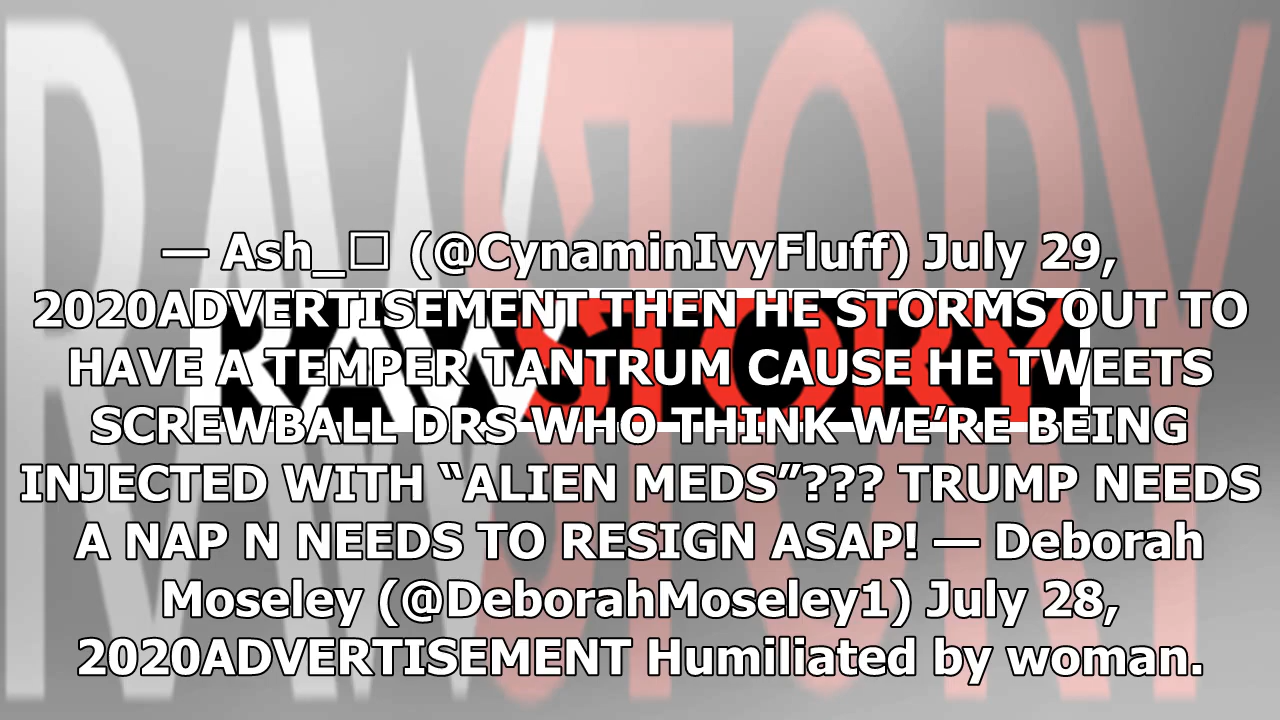 RAWSTORY
— Ash_□ (@CynaminIvyFluff) July 29,
2020ADVERTISEMENT THEN HE STORMS OUT TO
HAVE A TEMPER TANTRUM CAUSE HE TWEETS
SCREWBALL DRS WHO THINK WE’RE BEING
INJECTED WITH “ALIEN MEDS”??? TRUMP NEEDS
A NAP N NEEDS TO RESIGN ASAP! — Deborah
Moseley (@DeborahMoseley1) July 28,
2020ADVERTISEMENT Humiliated by woman.
RAWSTORY